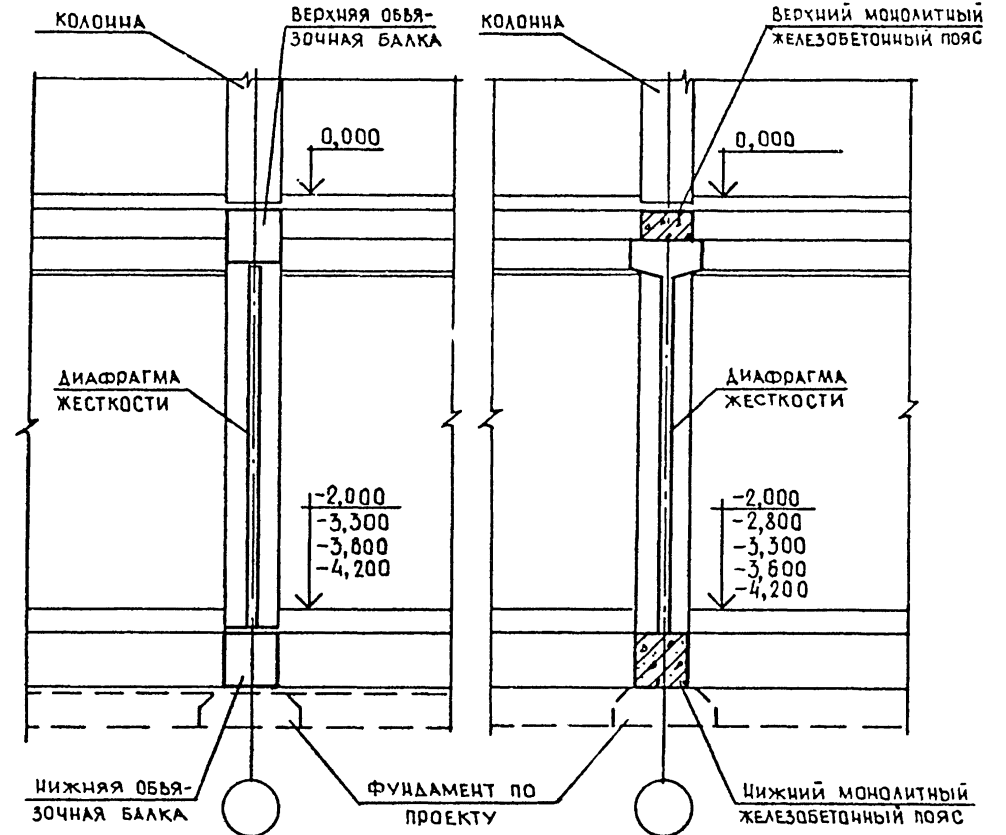 КОЛОННА
ВЕРХНЯЯ ОБВЯ-
ЗОЧНАЯ БАЛКА
КОЛОННА
ВЕРХНИЙ МОНОЛИТНЫЙ
ЖЕЛЕЗОБЕТОННЫЙ ПОЯС
0,000
0,000
ДИАФРАГМА
ЖЕСТКОСТИ
ДИАФРАГМА
ЖЕСТКОСТИ
-2,000
-3,300
-3,600
-4,200
-2,000
-2,800
-3,300
-3,600
-4,200
НИЖНЯЯ ОБВЯ-
ЗОЧНАЯ БАЛКА
ФУНДАМЕНТ ПО
ПРОЕКТУ
НИЖНИЙ МОНОЛИТНЫЙ
ЖЕЛЕЗОБЕТОННЫЙ ПОЯС